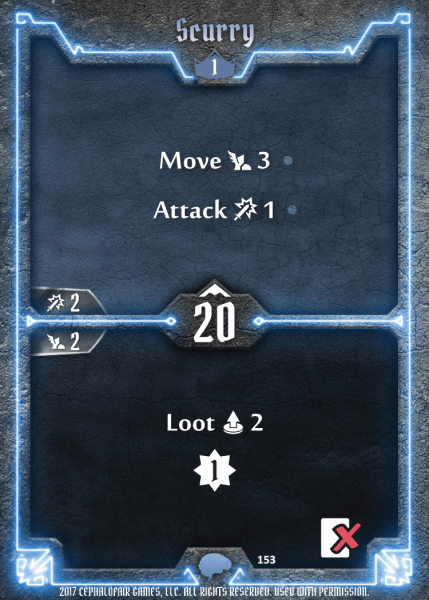 Scurry
1
Move 3
Attack 1
2
20
2
Loot 2
1
153
2017 CEPHALOFAIR GAMES, LLC. ALL RIGHTS RESERVED. USED WITH PERMISSION.